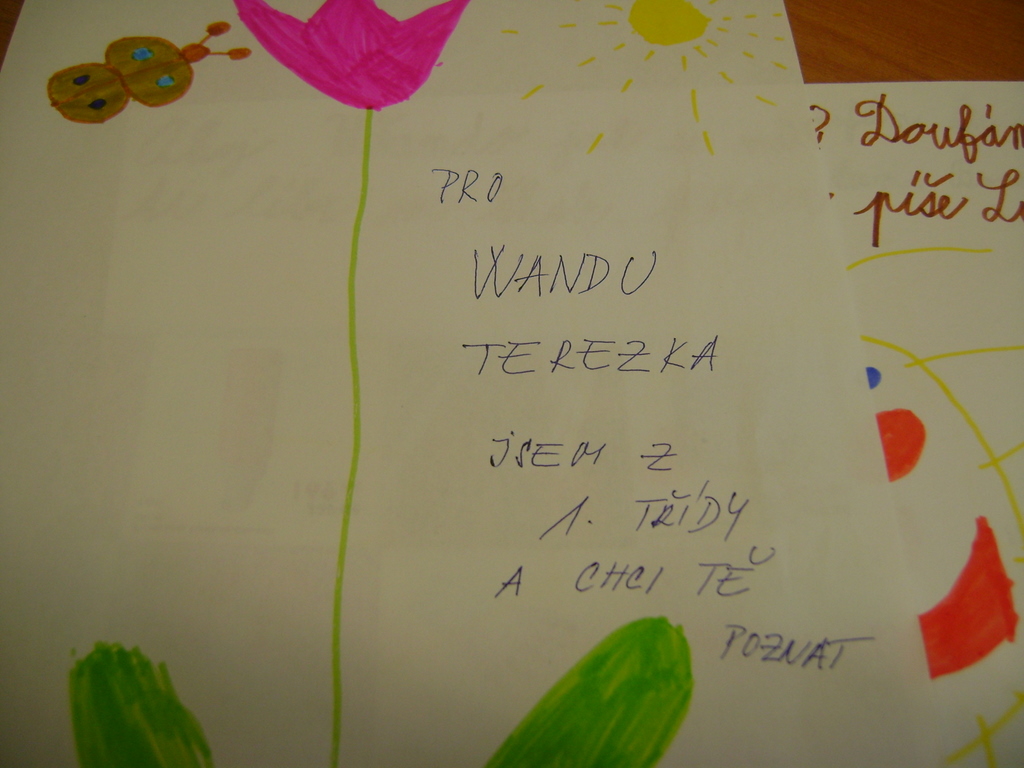 PRO
WANDU
TEREZKA
JSEM Z
1. TŘÍDY
A CHCI TĚ
POZNAT
? Doufám
píše